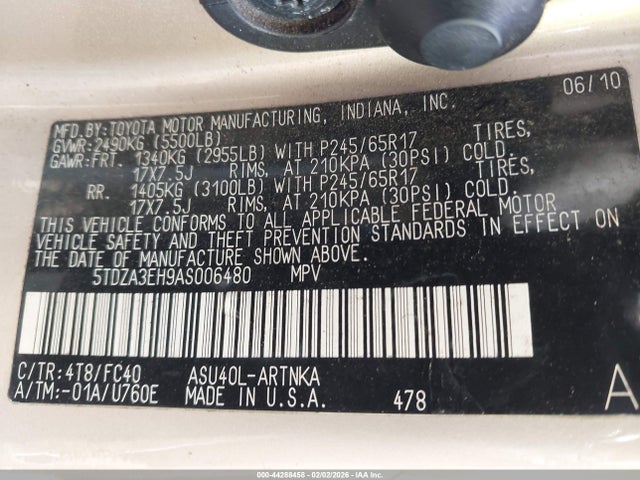 06/10
MFD.BY:TOYOTA MOTOR MANUFACTURING, INDIANA, INC.
GVWR:2490KG (5500LB)
GAWR:FRT. 1340KG (2955LB) WITH P245/65R17 TIRES,
17X7.5J RIMS, AT 210KPA (30PSI) COLD.
RR. 1405KG (3100LB) WITH P245/65R17 TIRES,
17X7.5J RIMS, AT 210KPA (30PSI) COLD.
THIS VEHICLE CONFORMS TO ALL APPLICABLE FEDERAL MOTOR
VEHICLE SAFETY AND THEFT PREVENTION STANDARDS IN EFFECT ON
THE DATE OF MANUFACTURE SHOWN ABOVE.
5TDZA3EH9AS006480 MPV
C/TR:4T8/FC40 ASU40L-ARTNKA
A/TM:-01A/U760E MADE IN U.S.A. 478
A
000-44288458 - 02/02/2026 - IAA Inc.